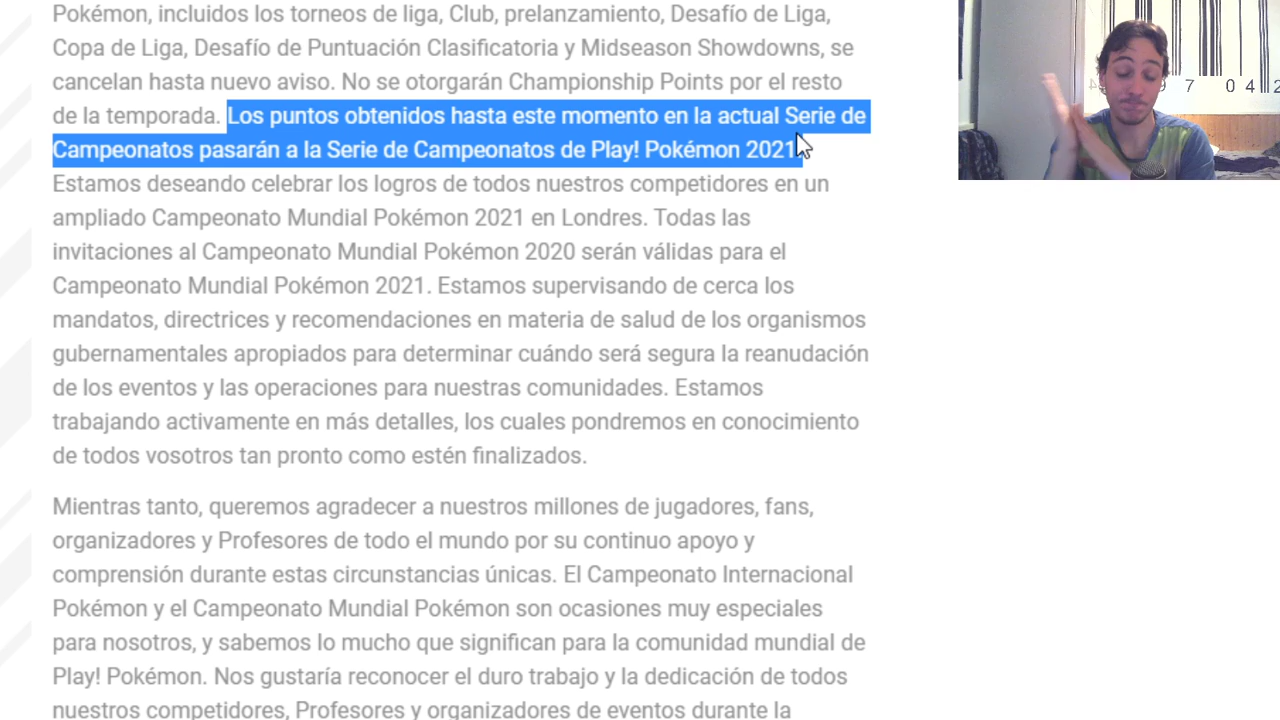 Pokémon, incluidos los torneos de liga, Club, prelanzamiento, Desafío de Liga,
Copa de Liga, Desafío de Puntuación Clasificatoria y Midseason Showdowns, se
cancelan hasta nuevo aviso. No se otorgarán Championship Points por el resto
de la temporada. Los puntos obtenidos hasta este momento en la actual Serie de
Campeonatos pasarán a la Serie de Campeonatos de Play! Pokémon 2021.
Estamos deseando celebrar los logros de todos nuestros competidores en un
ampliado Campeonato Mundial Pokémon 2021 en Londres. Todas las
invitaciones al Campeonato Mundial Pokémon 2020 serán válidas para el
Campeonato Mundial Pokémon 2021. Estamos supervisando de cerca los
mandatos, directrices y recomendaciones en materia de salud de los organismos
gubernamentales apropiados para determinar cuándo será segura la reanudación
de los eventos y las operaciones para nuestras comunidades. Estamos
trabajando activamente en más detalles, los cuales pondremos en conocimiento
de todos vosotros tan pronto como estén finalizados.
Mientras tanto, queremos agradecer a nuestros millones de jugadores, fans,
organizadores y Profesores de todo el mundo por su continuo apoyo y
comprensión durante estas circunstancias únicas. El Campeonato Internacional
Pokémon y el Campeonato Mundial Pokémon son ocasiones muy especiales
para nosotros, y sabemos lo mucho que significan para la comunidad mundial de
Play! Pokémon. Nos gustaría reconocer el duro trabajo y la dedicación de todos
nuestros competidores, Profesores y organizadores de eventos durante la
7 04